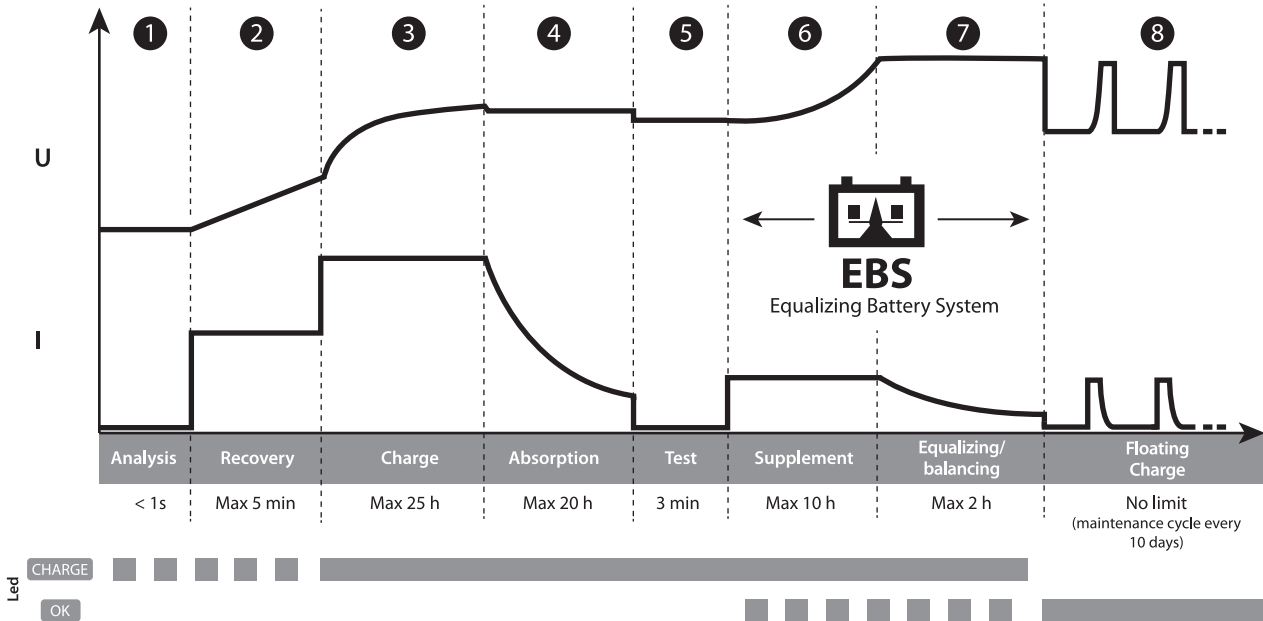 1 2 3 4 5 6 7 8
U
EBS
Equalizing Battery System
I
Analysis Recovery Charge Absorption Test Supplement Equalizing/ Floating
balancing Charge
< 1s Max 5 min Max 25 h Max 20 h 3 min Max 10 h Max 2 h No limit
(maintenance cycle every
10 days)
Led
CHARGE
OK